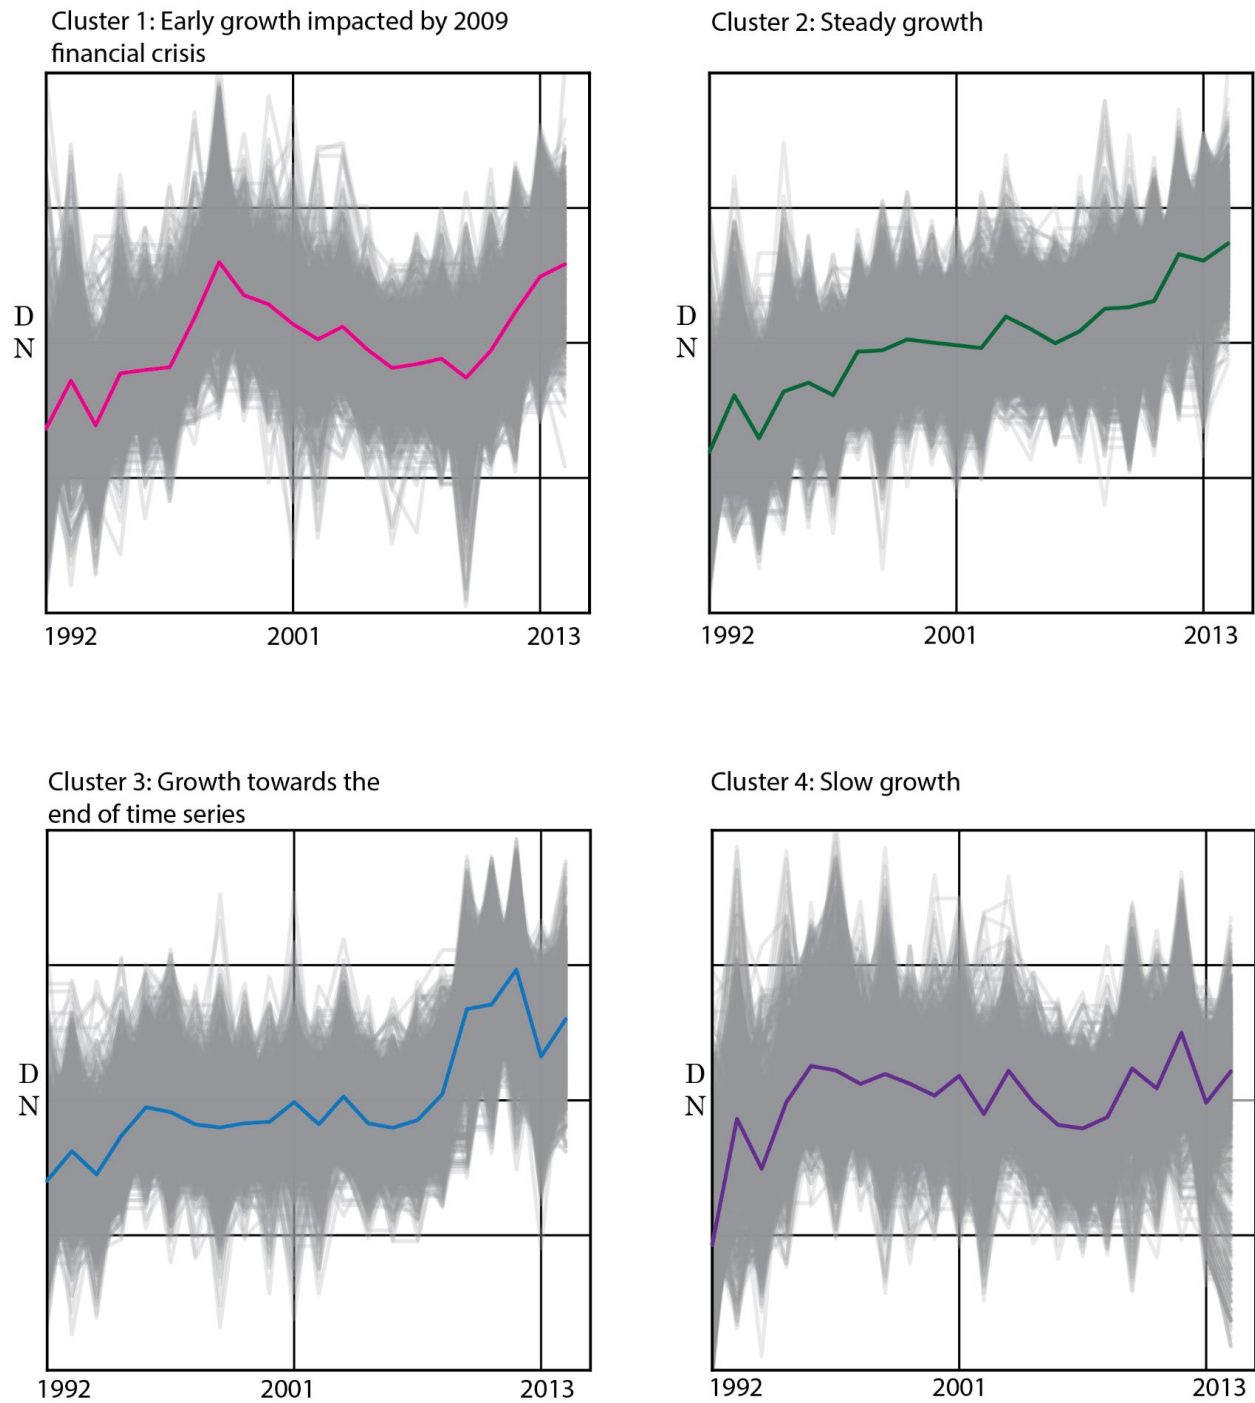 Cluster 1: Early growth impacted by 2009
financial crisis
D
N
1992 2001 2013
Cluster 2: Steady growth
D
N
1992 2001 2013
Cluster 3: Growth towards the
end of time series
D
N
1992 2001 2013
Cluster 4: Slow growth
D
N
1992 2001 2013